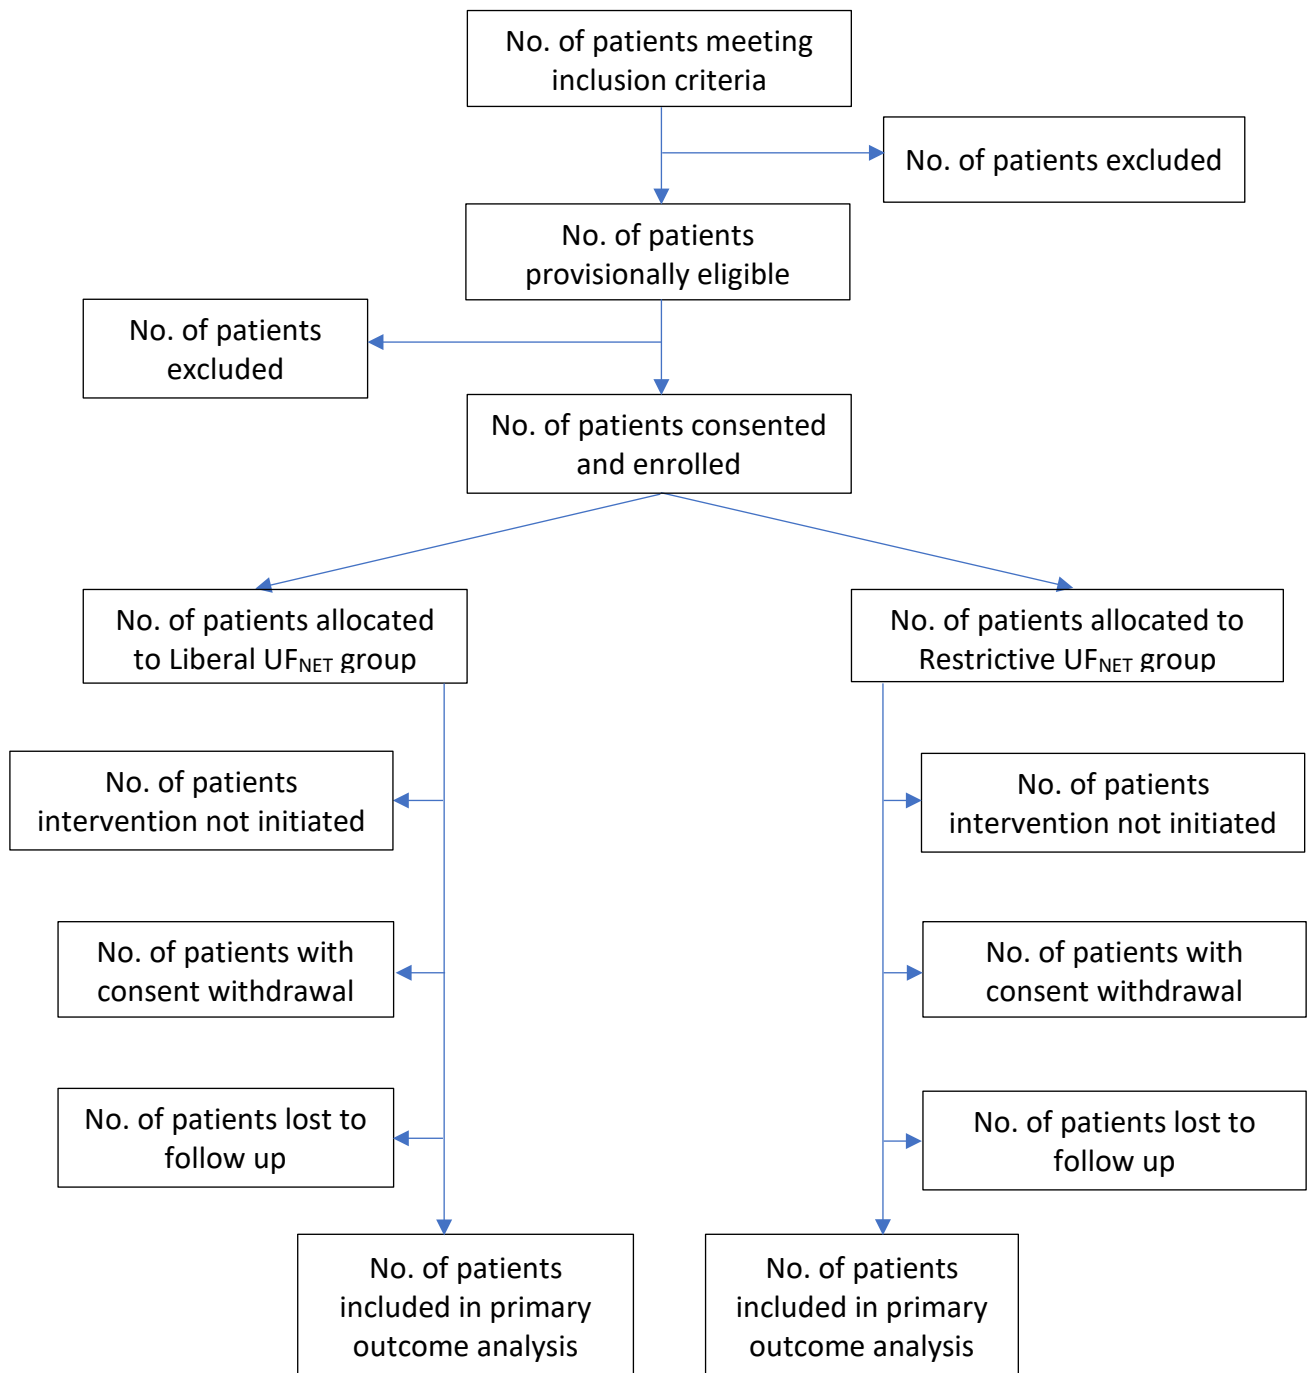 No. of patients meeting
inclusion criteria
No. of patients excluded
No. of patients
provisionally eligible
No. of patients
excluded
No. of patients consented
and enrolled
No. of patients allocated
to Liberal UFNET group
No. of patients allocated to
Restrictive UFNET group
No. of patients
intervention not initiated
No. of patients
intervention not initiated
No. of patients with
consent withdrawal
No. of patients with
consent withdrawal
No. of patients lost to
follow up
No. of patients lost to
follow up
No. of patients
included in primary
outcome analysis
No. of patients
included in primary
outcome analysis